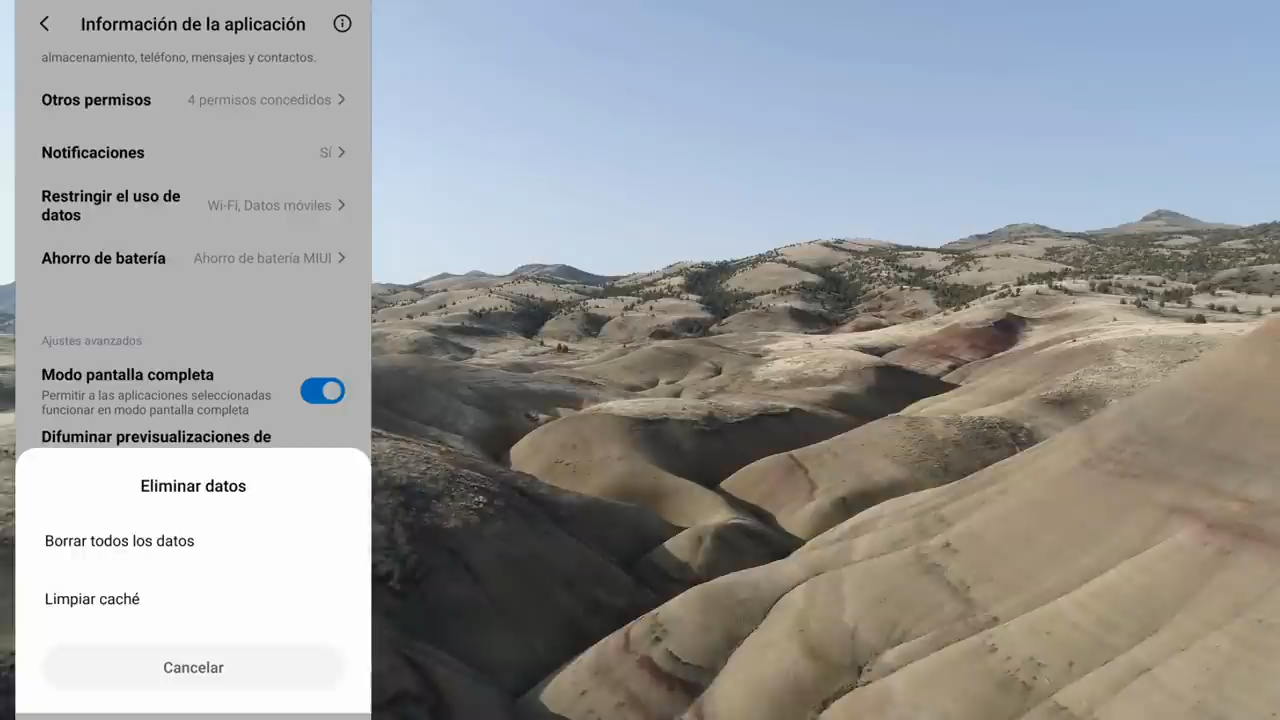 Información de la aplicación
almacenamiento, teléfono, mensajes y contactos.
Otros permisos 4 permisos concedidos
Notificaciones Sí
Restringir el uso de
datos
Wi-Fi, Datos móviles
Ahorro de batería Ahorro de batería MIUI
Ajustes avanzados
Modo pantalla completa
Permitir a las aplicaciones seleccionadas
funcionar en modo pantalla completa
Difuminar previsualizaciones de
Eliminar datos
Borrar todos los datos
Limpiar caché
Cancelar